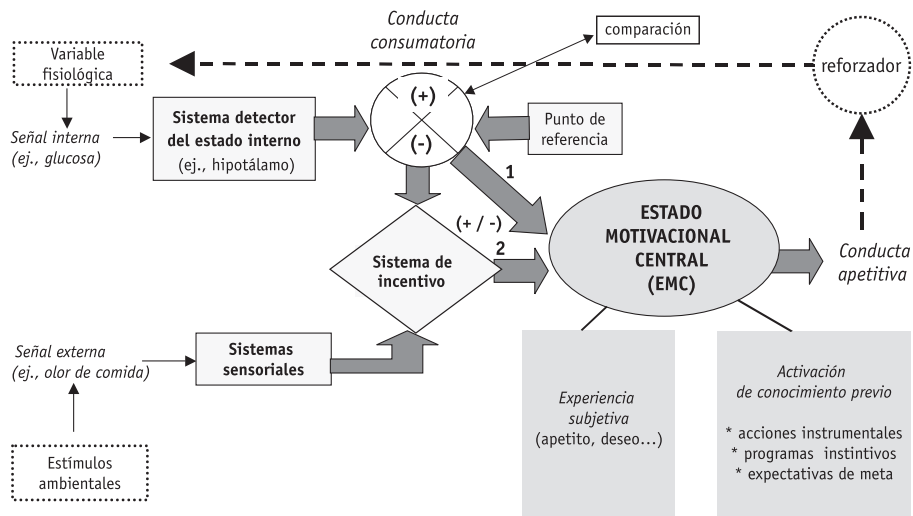 Conducta
consumatoria
comparación
Variable
fisiológica
reforzador
(+)
(-)
Sistema detector
del estado interno
(ej., hipotálamo)
Señal interna
(ej., glucosa)
Punto de
referencia
1
(+ / -)
2
Sistema de
incentivo
ESTADO
MOTIVACIONAL
CENTRAL
(EMC)
Conducta
apetitiva
Señal externa
(ej., olor de comida)
Sistemas
sensoriales
Experiencia
subjetiva
(apetito, deseo...)
Activación
de conocimiento previo
* acciones instrumentales
* programas instintivos
* expectativas de meta
Estímulos
ambientales